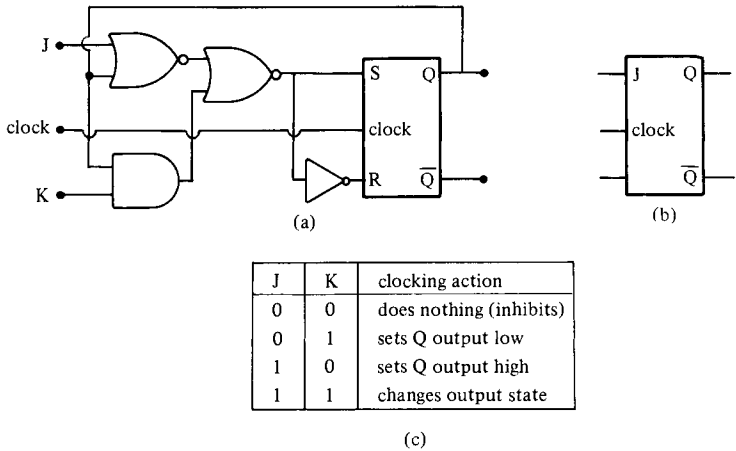 J
S Q
clock
clock
K
R Q̅
(a)
J Q
clock
Q̅
(b)
J K clocking action
0 0 does nothing (inhibits)
0 1 sets Q output low
1 0 sets Q output high
1 1 changes output state
(c)